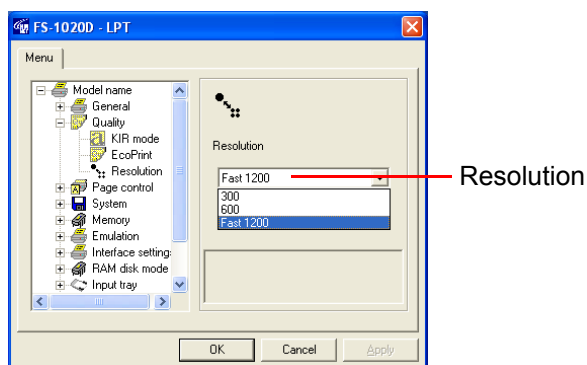 FS-1020D - LPT
Menu
Model name
General
Quality
KIR mode
EcoPrint
Resolution
Page control
System
Memory
Emulation
Interface setting
RAM disk mode
Input tray
Resolution
Fast 1200
300
600
Fast 1200
Resolution
OK
Cancel
Apply